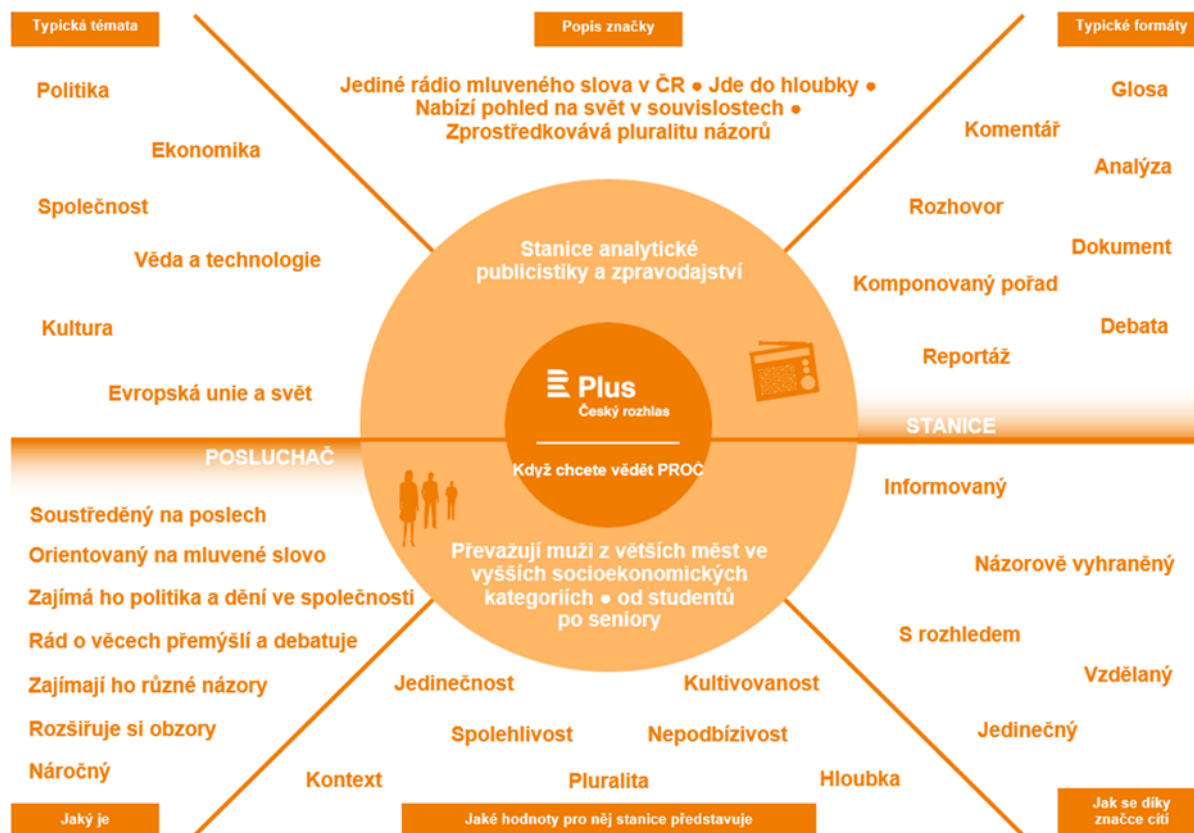 Typická témata
Politika
Ekonomika
Společnost
Věda a technologie
Kultura
Evropská unie a svět
Popis značky
Jediné rádio mluveného slova v ČR ● Jde do hloubky ●
Nabízí pohled na svět v souvislostech ●
Zprostředkovává pluralitu názorů
Typické formáty
Glosa
Komentář
Analýza
Rozhovor
Dokument
Komponovaný pořad
Debata
Reportáž
STANICE
Stanice analytické
publicistiky a zpravodajství
Plus
Český rozhlas
Když chcete vědět PROČ
Převažují muži z větších měst ve
vyšších socioekonomických
kategoriích ● od studentů
po seniory
POSLUCHAČ
Soustředěný na poslech
Orientovaný na mluvené slovo
Zajímá ho politika a dění ve společnosti
Rád o věcech přemýšlí a debatuje
Zajímají ho různé názory
Rozšiřuje si obzory
Náročný
Jaký je
Jedinečnost
Kultivovanost
Spolehlivost
Nepodbízivost
Kontext
Pluralita
Hloubka
Jaké hodnoty pro něj stanice představuje
Informovaný
Názorově vyhraněný
S rozhledem
Vzdělaný
Jedinečný
Jak se díky
značce cítí